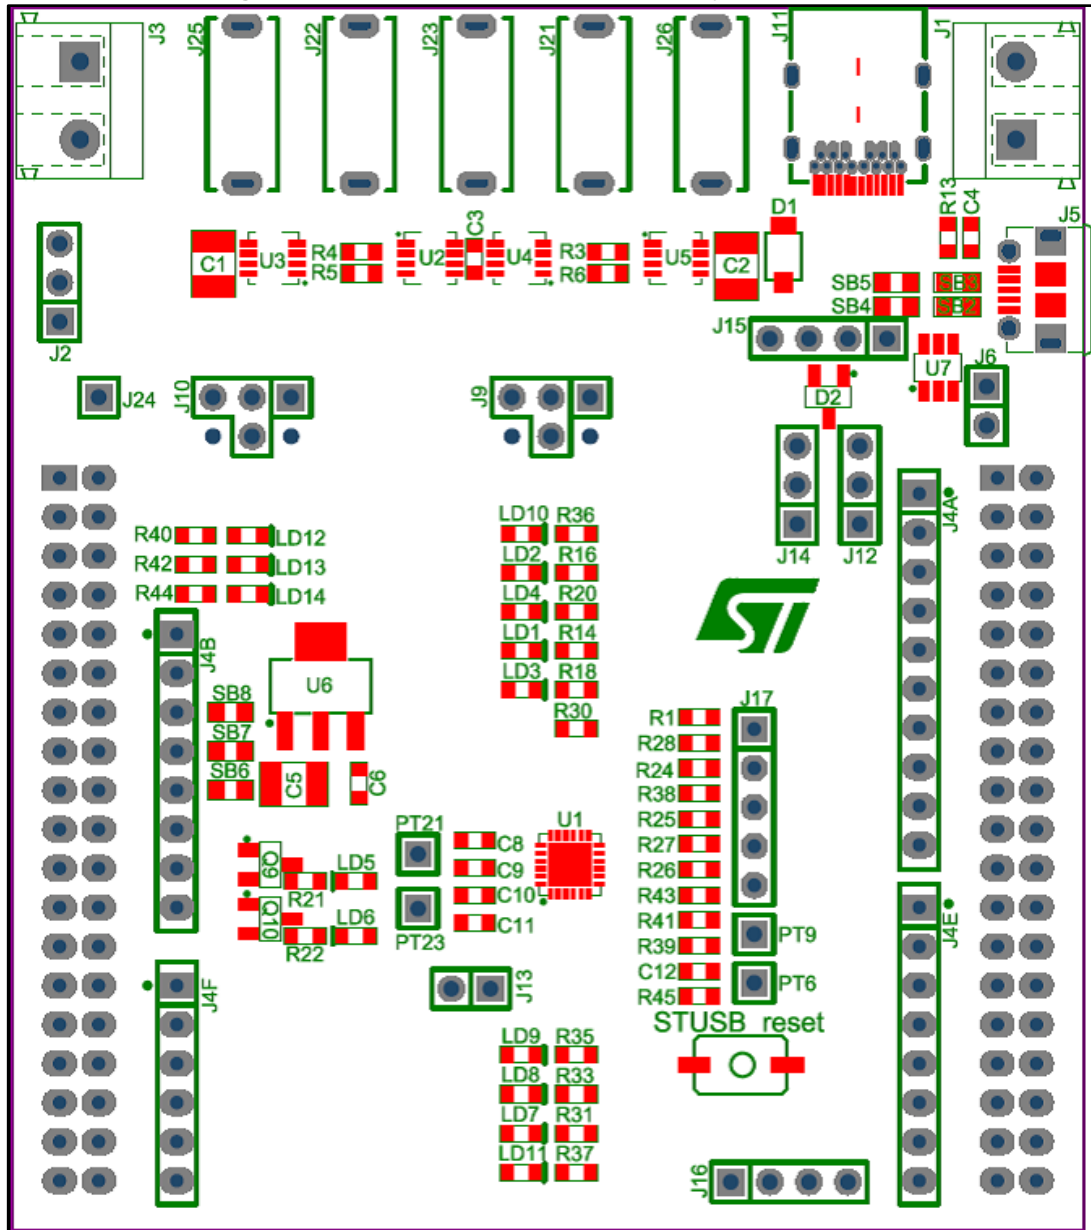 J3
J25
J22
J23
J21
J26
J11
J1
D1
R13
C4
J5
C1
U3
R4
R5
U2
C3
U4
R3
R6
U5
C2
SB5
SB3
SB4
SB2
J2
J15
U7
J6
J24
J10
J9
D2
J4A
J14
J12
R40
LD12
R42
LD13
R44
LD14
LD10
R36
LD2
R16
LD4
R20
LD1
R14
LD3
R18
R30
ST
J4B
U6
SB8
SB7
SB6
C5
C6
J17
R1
R28
R24
R38
R25
R27
R26
R43
R41
R39
C12
R45
PT21
U1
C8
C9
C10
C11
Q9
LD5
R21
Q10
LD6
R22
PT23
PT9
PT6
J4E
J4F
J13
STUSB reset
LD9
R35
LD8
R33
LD7
R31
LD11
R37
J16